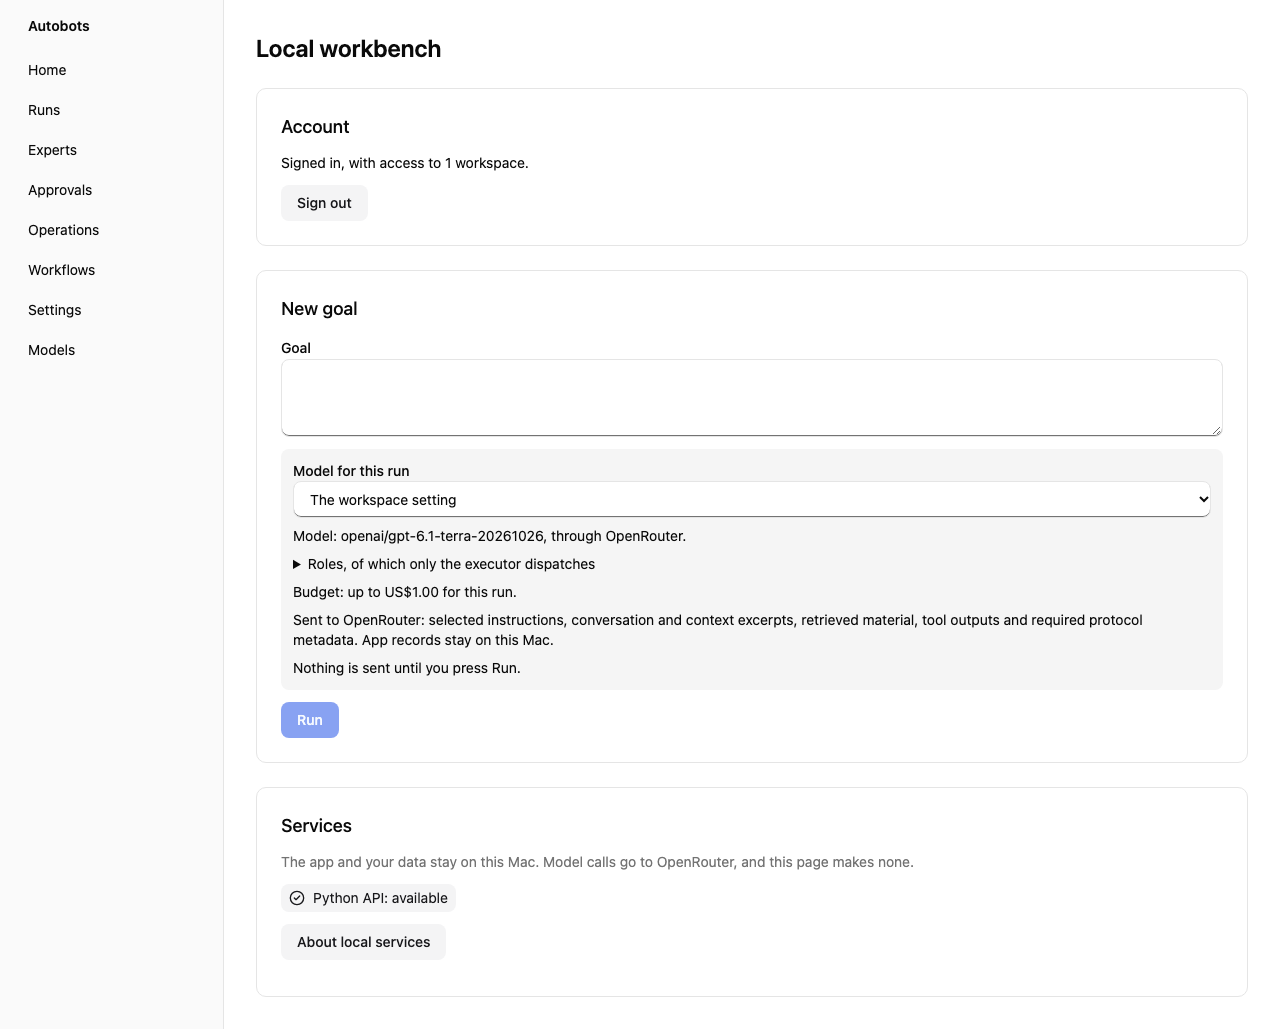 Autobots
Home
Runs
Experts
Approvals
Operations
Workflows
Settings
Models
Local workbench
Account
Signed in, with access to 1 workspace.
Sign out
New goal
Goal
Model for this run
The workspace setting
Model: openai/gpt-6.1-terra-20261026, through OpenRouter.
Roles, of which only the executor dispatches
Budget: up to US$1.00 for this run.
Sent to OpenRouter: selected instructions, conversation and context excerpts, retrieved material, tool outputs and required protocol
metadata. App records stay on this Mac.
Nothing is sent until you press Run.
Run
Services
The app and your data stay on this Mac. Model calls go to OpenRouter, and this page makes none.
Python API: available
About local services